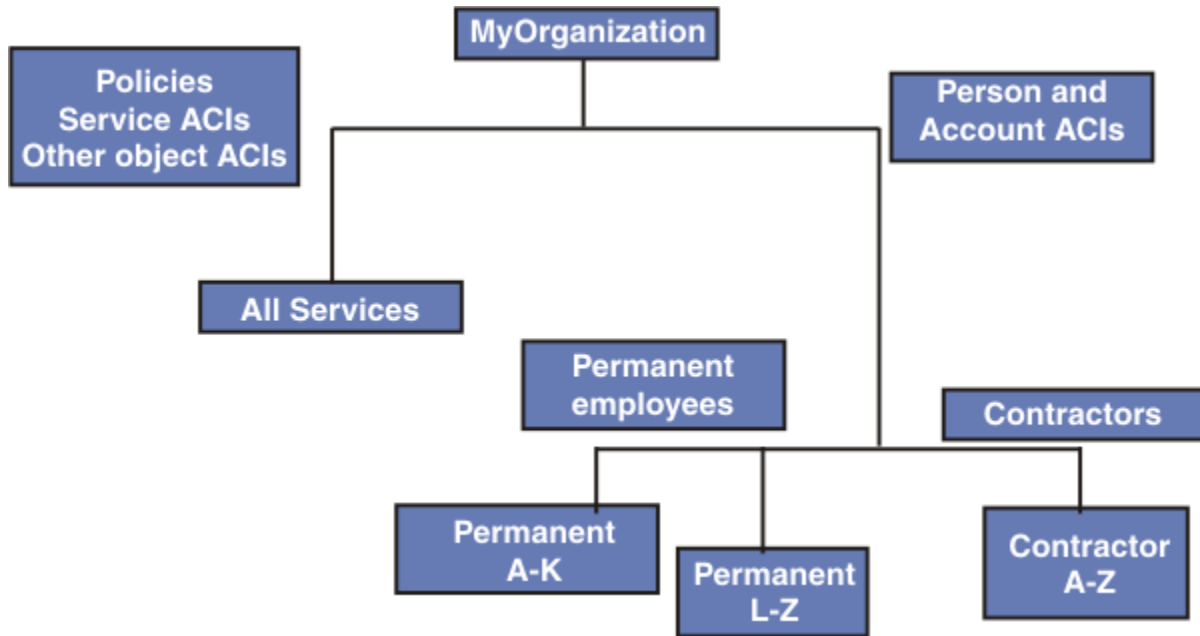 MyOrganization
Policies
Service ACIs
Other object ACIs
Person and
Account ACIs
All Services
Permanent
employees
Contractors
Permanent
A-K
Permanent
L-Z
Contractor
A-Z